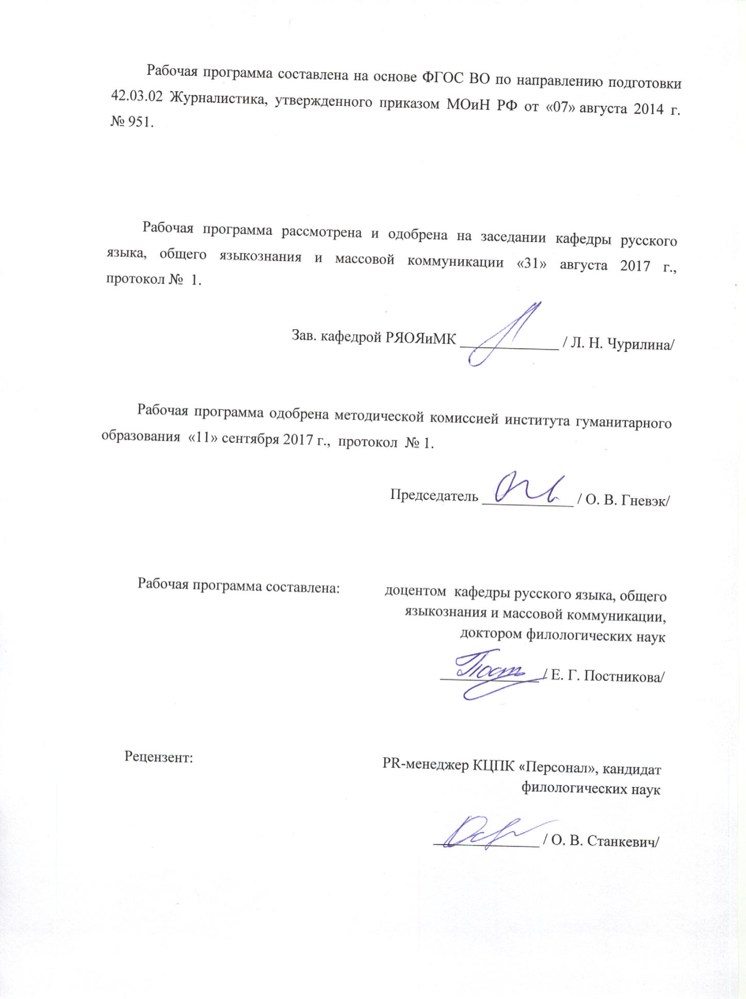 Рабочая программа составлена на основе ФГОС ВО по направлению подготовки
42.03.02 Журналистика, утвержденного приказом МОиН РФ от «07» августа 2014 г.
№ 951.
Рабочая программа рассмотрена и одобрена на заседании кафедры русского
языка, общего языкознания и массовой коммуникации «31» августа 2017 г.,
протокол № 1.
Зав. кафедрой РЯОЯиМК ______________ / Л. Н. Чурилина/
Рабочая программа одобрена методической комиссией института гуманитарного
образования «11» сентября 2017 г., протокол № 1.
Председатель _____________ / О. В. Гневэк/
Рабочая программа составлена: доцентом кафедры русского языка, общего
языкознания и массовой коммуникации,
доктором филологических наук
______________ / Е. Г. Постникова/
Рецензент: PR-менеджер КЦПК «Персонал», кандидат
филологических наук
_______________ / О. В. Станкевич/